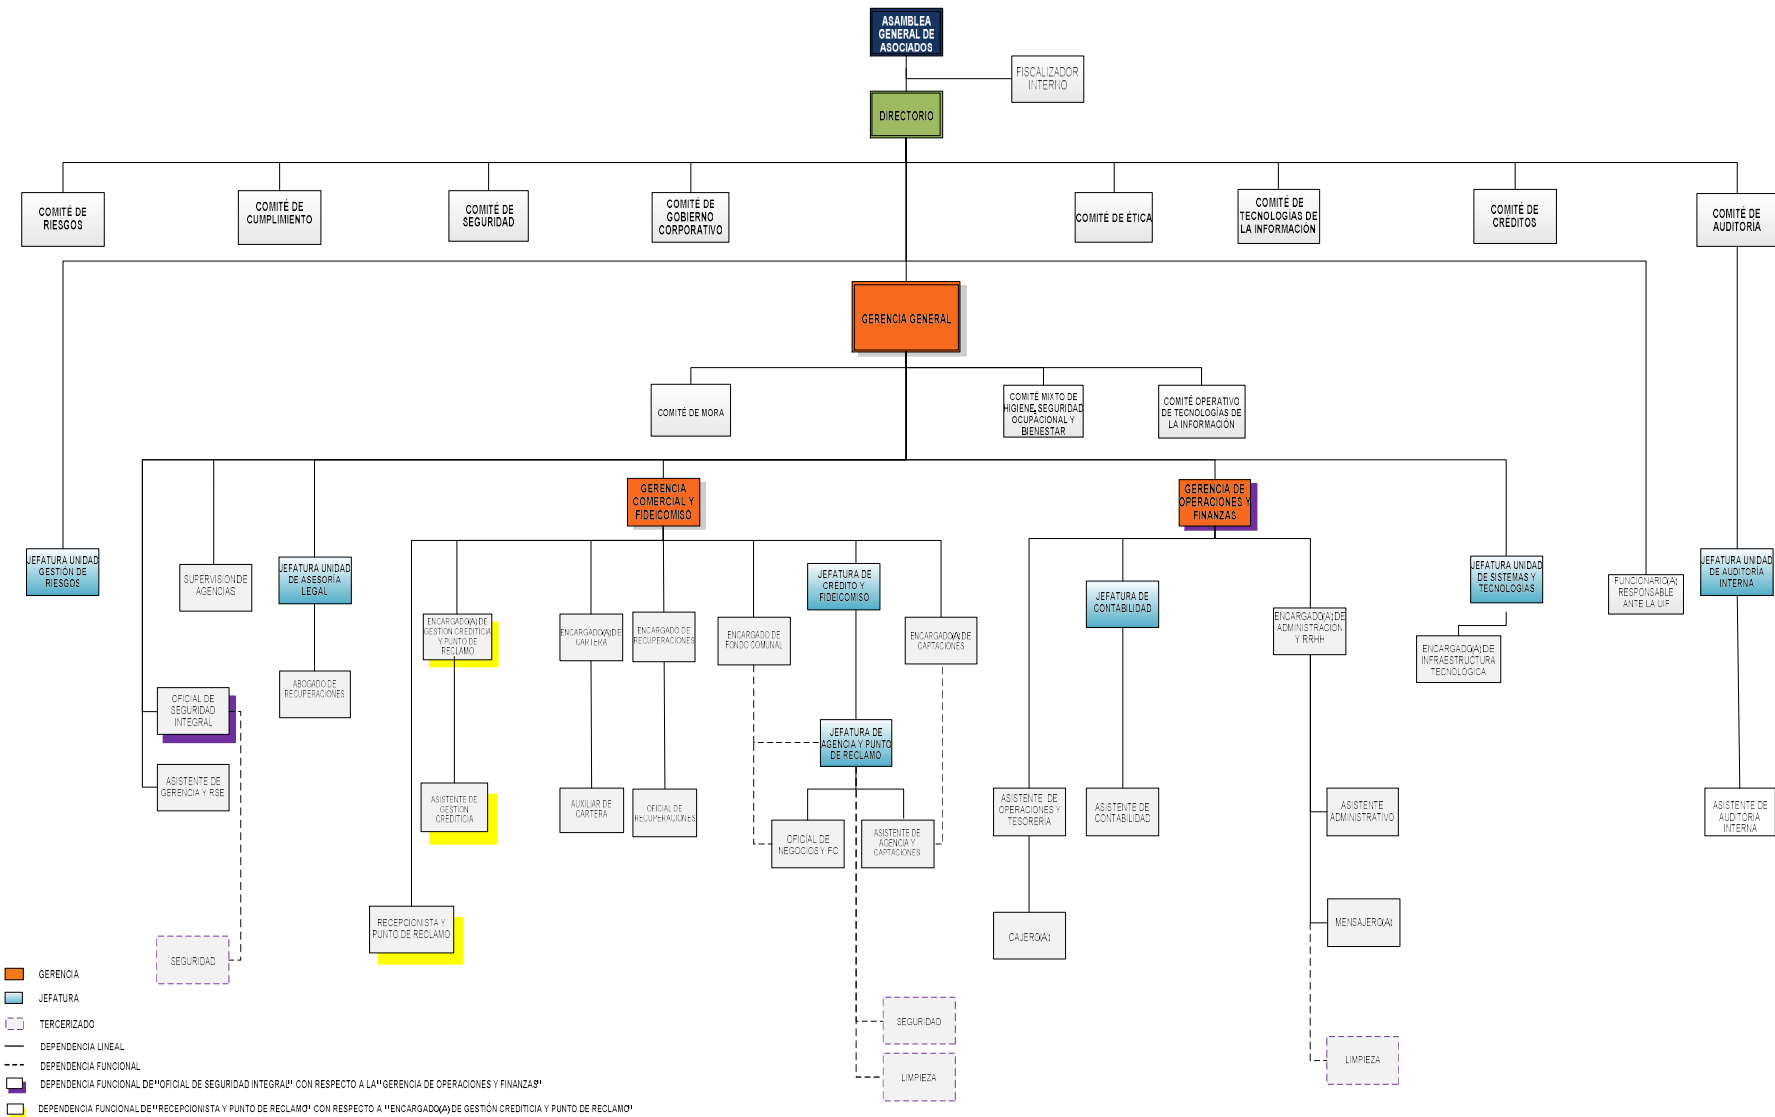 ASAMBLEA
GENERAL DE
ASOCIADOS
FISCALIZADOR
INTERNO
DIRECTORIO
COMITÉ DE
RIESGOS
COMITÉ DE
CUMPLIMIENTO
COMITÉ DE
SEGURIDAD
COMITÉ DE
GOBIERNO
CORPORATIVO
COMITÉ DE ÉTICA
COMITÉ DE
TECNOLOGÍAS DE
LA INFORMACIÓN
COMITÉ DE
CRÉDITOS
COMITÉ DE
AUDITORÍA
GERENCIA GENERAL
COMITÉ DE MORA
COMITÉ MIXTO DE
HIGIENE, SEGURIDAD
OCUPACIONAL Y
BIENESTAR
COMITÉ OPERATIVO
DE TECNOLOGÍAS DE
LA INFORMACIÓN
GERENCIA
COMERCIAL Y
FIDEICOMISO
GERENCIA DE
OPERACIONES Y
FINANZAS
JEFATURA UNIDAD
GESTIÓN DE
RIESGOS
SUPERVISION DE
AGENCIAS
JEFATURA UNIDAD
DE ASESORÍA
LEGAL
JEFATURA DE
CRÉDITO Y
FIDEICOMISO
JEFATURA DE
CONTABILIDAD
JEFATURA UNIDAD
DE SISTEMAS Y
TECNOLOGIAS
FUNCIONARIO(A)
RESPONSABLE
ANTE LA UIF
JEFATURA UNIDAD
DE AUDITORÍA
INTERNA
ENCARGADO(A) DE
GESTIÓN CREDITICIA
Y PUNTO DE
RECLAMO
ENCARGADO(A) DE
CARTERA
ENCARGADO DE
RECUPERACIONES
ENCARGADO DE
FONDO COMUNAL
ENCARGADO(A) DE
CAPTACIONES
ENCARGADO(A) DE
ADMINISTRACIÓN
Y RRHH
ENCARGADO(A) DE
INFRAESTRUCTURA
TECNOLÓGICA
ABOGADO DE
RECUPERACIONES
OFICIAL DE
SEGURIDAD
INTEGRAL
JEFATURA DE
AGENCIA Y PUNTO
DE RECLAMO
ASISTENTE DE
GERENCIA Y RSE
ASISTENTE DE
GESTIÓN
CREDITICIA
AUXILIAR DE
CARTERA
OFICIAL DE
RECUPERACIONES
OFICIAL DE
NEGOCIOS Y FC
ASISTENTE DE
AGENCIA Y
CAPTACIONES
ASISTENTE DE
OPERACIONES Y
TESORERÍA
ASISTENTE DE
CONTABILIDAD
ASISTENTE
ADMINISTRATIVO
ASISTENTE DE
AUDITORIA
INTERNA
RECEPCIONISTA Y
PUNTO DE RECLAMO
CAJERO(A)
MENSAJERO(A)
SEGURIDAD
SEGURIDAD
LIMPIEZA
LIMPIEZA
GERENCIA
JEFATURA
TERCERIZADO
DEPENDENCIA LINEAL
DEPENDENCIA FUNCIONAL
DEPENDENCIA FUNCIONAL DE "OFICIAL DE SEGURIDAD INTEGRAL" CON RESPECTO A LA "GERENCIA DE OPERACIONES Y FINANZAS"
DEPENDENCIA FUNCIONAL DE "RECEPCIONISTA Y PUNTO DE RECLAMO" CON RESPECTO A "ENCARGADO(A) DE GESTIÓN CREDITICIA Y PUNTO DE RECLAMO"